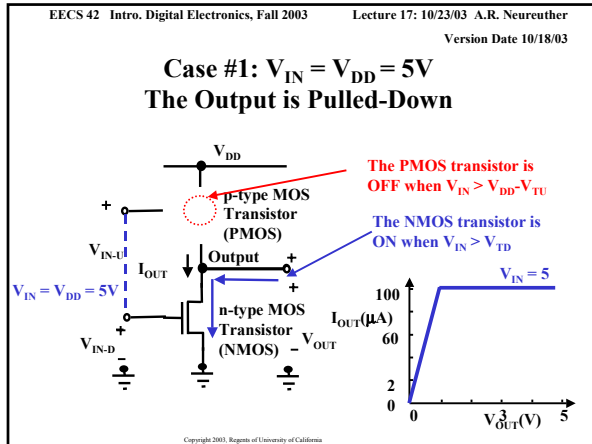 EECS 42 Intro. Digital Electronics, Fall 2003 Lecture 17: 10/23/03 A.R. Neureuther
Version Date 10/18/03
Case #1: VIN = VDD = 5V
The Output is Pulled-Down
VDD
The PMOS transistor is
OFF when VIN > VDD-VTU
p-type MOS
Transistor
(PMOS)
The NMOS transistor is
ON when VIN > VTD
+
VIN-U
IOUT
Output
+
+
VIN = VDD = 5V
VIN = 5
100
IOUT(µA)
60
2
0
+
n-type MOS
Transistor
(NMOS)
VIN-D
–
VOUT
–
0 3 5
VOUT(V)
Copyright 2003, Regents of University of California